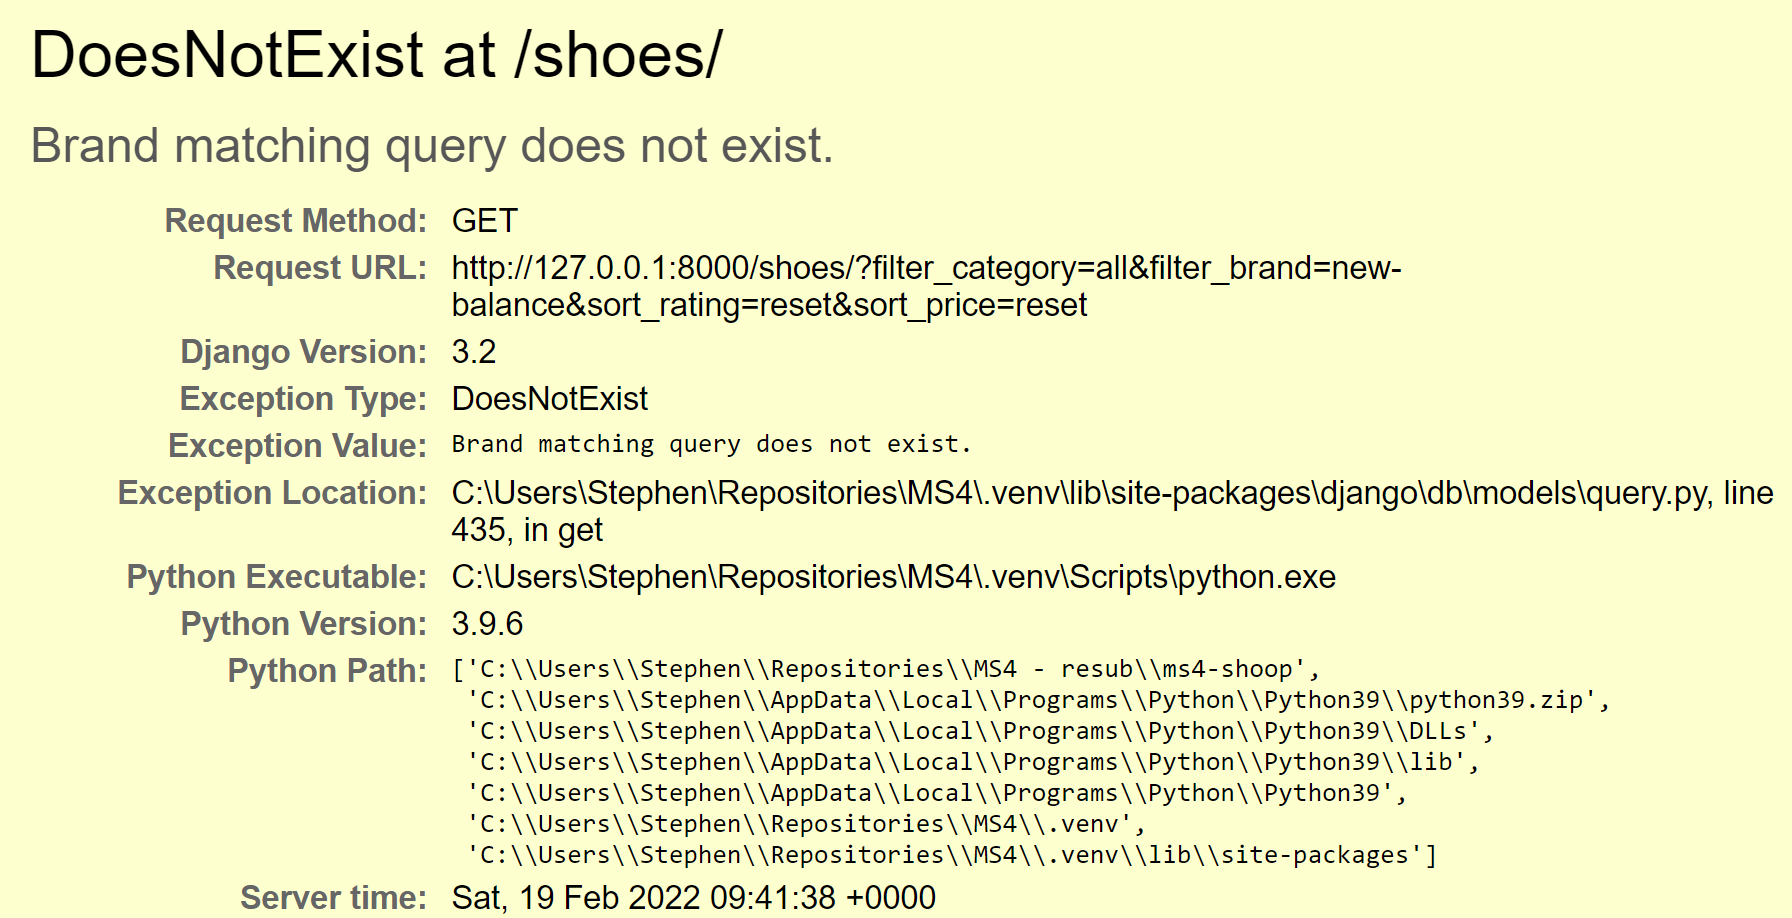 DoesNotExist at /shoes/
Brand matching query does not exist.
Request Method: GET
Request URL: http://127.0.0.1:8000/shoes/?filter_category=all&filter_brand=new-
balance&sort_rating=reset&sort_price=reset
Django Version: 3.2
Exception Type: DoesNotExist
Exception Value: Brand matching query does not exist.
Exception Location: C:\Users\Stephen\Repositories\MS4\.venv\lib\site-packages\django\db\models\query.py, line
435, in get
Python Executable: C:\Users\Stephen\Repositories\MS4\.venv\Scripts\python.exe
Python Version: 3.9.6
Python Path: ['C:\\Users\\Stephen\\Repositories\\MS4 - resub\\ms4-shoop',
'C:\\Users\\Stephen\\AppData\\Local\\Programs\\Python\\Python39\\python39.zip',
'C:\\Users\\Stephen\\AppData\\Local\\Programs\\Python\\Python39\\DLLs',
'C:\\Users\\Stephen\\AppData\\Local\\Programs\\Python\\Python39\\lib',
'C:\\Users\\Stephen\\AppData\\Local\\Programs\\Python\\Python39',
'C:\\Users\\Stephen\\Repositories\\MS4\\.venv',
'C:\\Users\\Stephen\\Repositories\\MS4\\.venv\\lib\\site-packages']
Server time: Sat, 19 Feb 2022 09:41:38 +0000